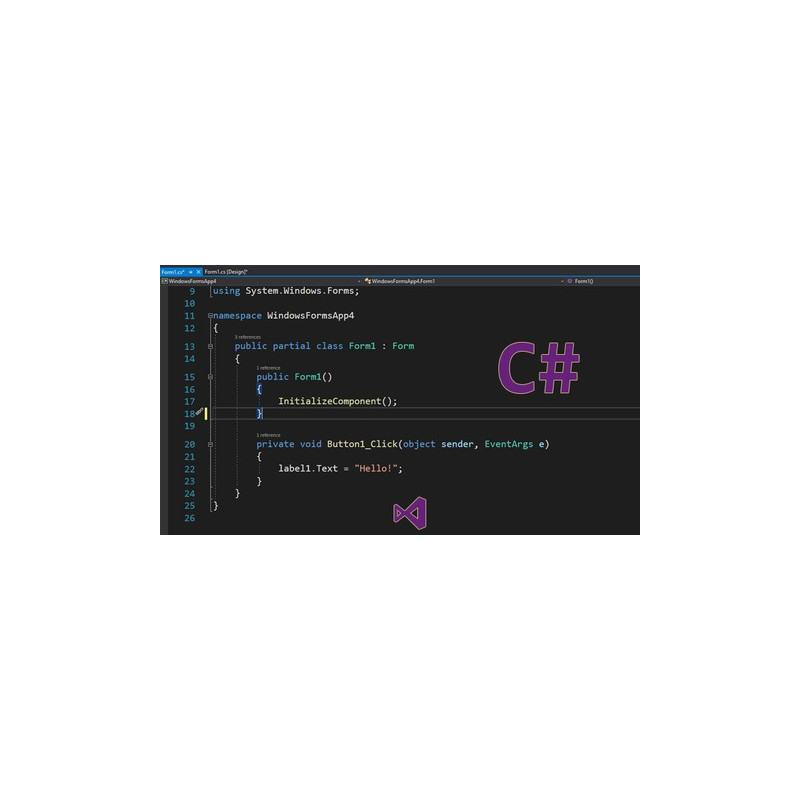 Form1.cs* Form1.cs [Design]*
WindowsFormsApp4 WindowsFormsApp4.Form1 Form1()
9 using System.Windows.Forms;
10
11 namespace WindowsFormsApp4
12 {
3 references
13 public partial class Form1 : Form
14 {
1 reference
15 public Form1()
16 {
17 InitializeComponent();
18 }
19
1 reference
20 private void Button1_Click(object sender, EventArgs e)
21 {
22 label1.Text = "Hello!";
23 }
24 }
25 }
26
C#